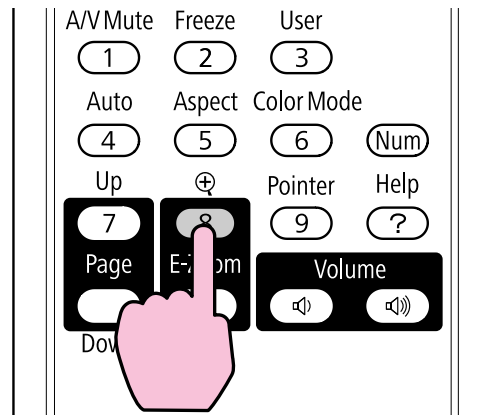 A/V Mute Freeze User
1 2 3
Auto Aspect Color Mode
4 5 6 Num
Up Pointer Help
7 8 9 ?
Page Volume